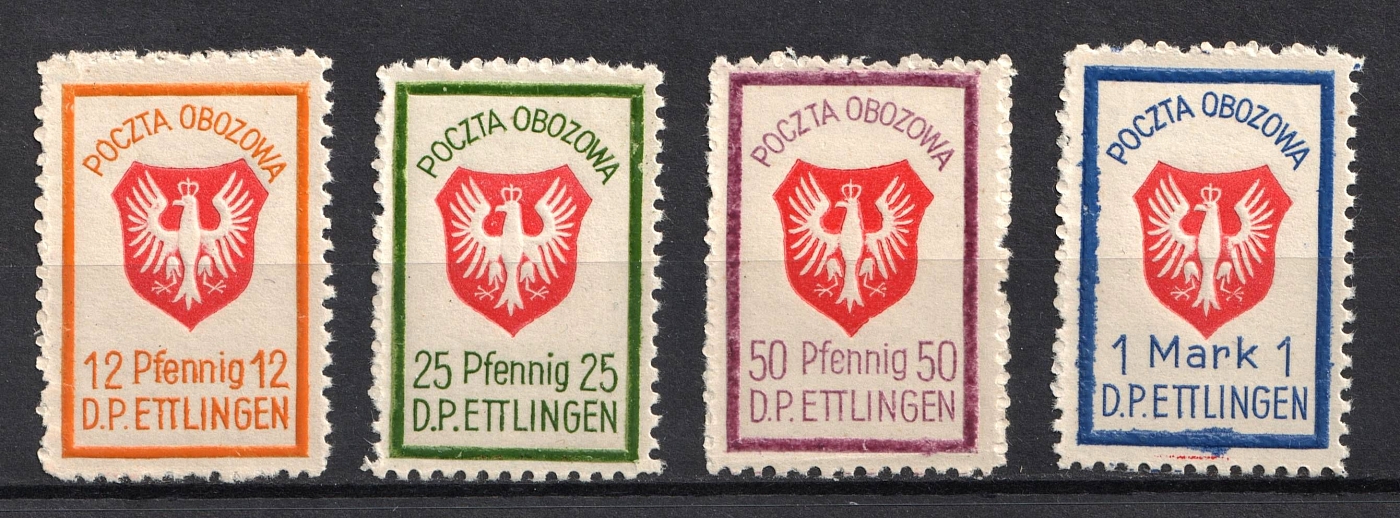 POCZTA OBOZOWA
12 Pfennig 12
D.P. ETTLINGEN
POCZTA OBOZOWA
25 Pfennig 25
D.P. ETTLINGEN
POCZTA OBOZOWA
50 Pfennig 50
D.P. ETTLINGEN
POCZTA OBOZOWA
1 Mark 1
D.P. ETTLINGEN